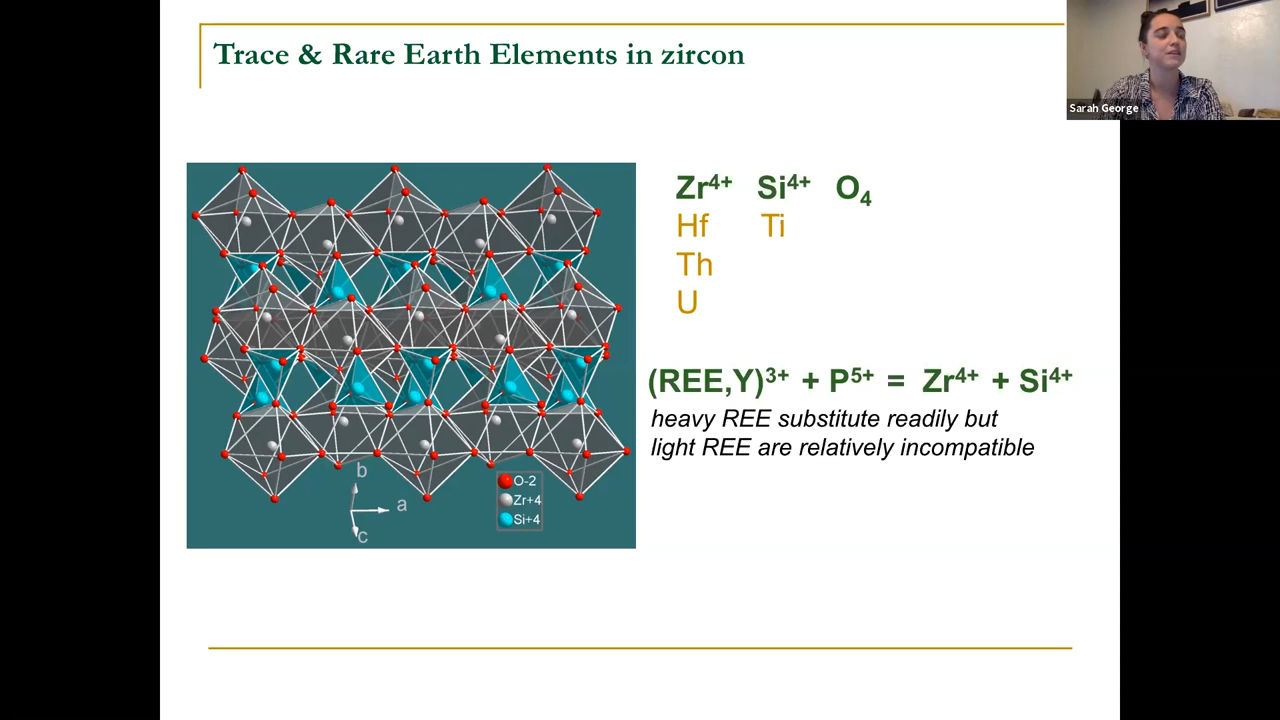 Trace & Rare Earth Elements in zircon
Sarah George
Zr⁴⁺ Si⁴⁺ O₄
Hf Ti
Th
U
(REE,Y)³⁺ + P⁵⁺ = Zr⁴⁺ + Si⁴⁺
heavy REE substitute readily but
light REE are relatively incompatible
b
a
c
O-2
Zr+4
Si+4